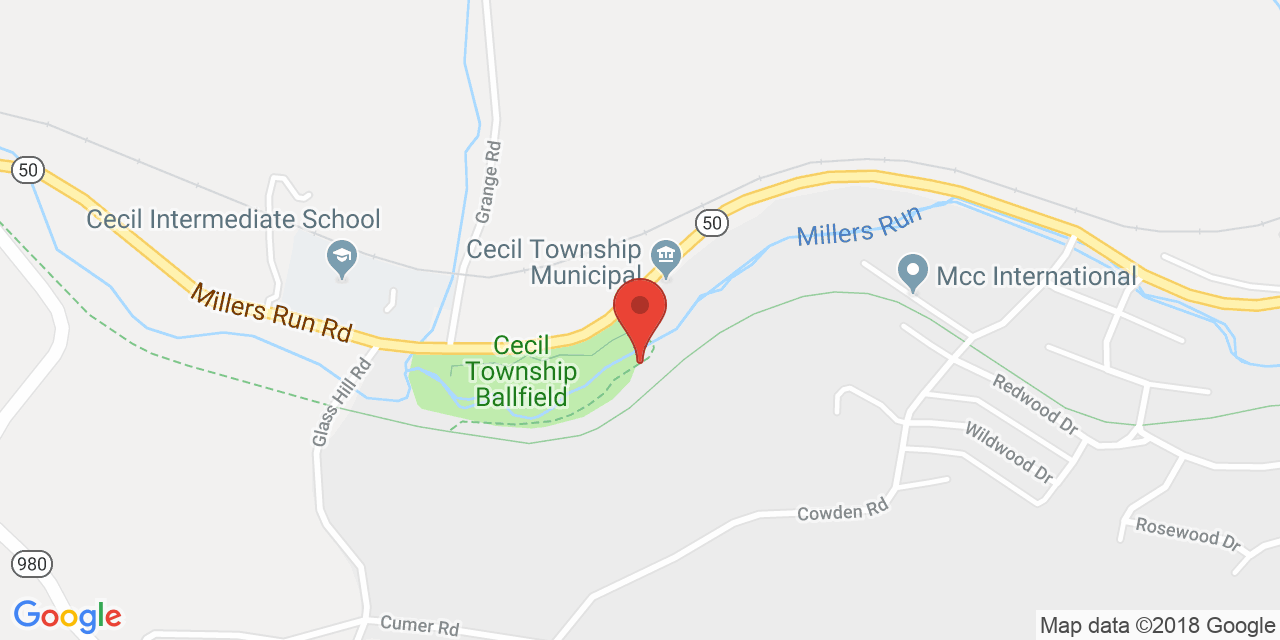 50
Grange Rd
Cecil Intermediate School
50
Millers Run
Cecil Township
Municipal
Mcc International
Millers Run Rd
Cecil
Township
Ballfield
Glass Hill Rd
Redwood Dr
Wildwood Dr
Cowden Rd
Rosewood Dr
980
Google
Cumer Rd
Map data ©2018 Google